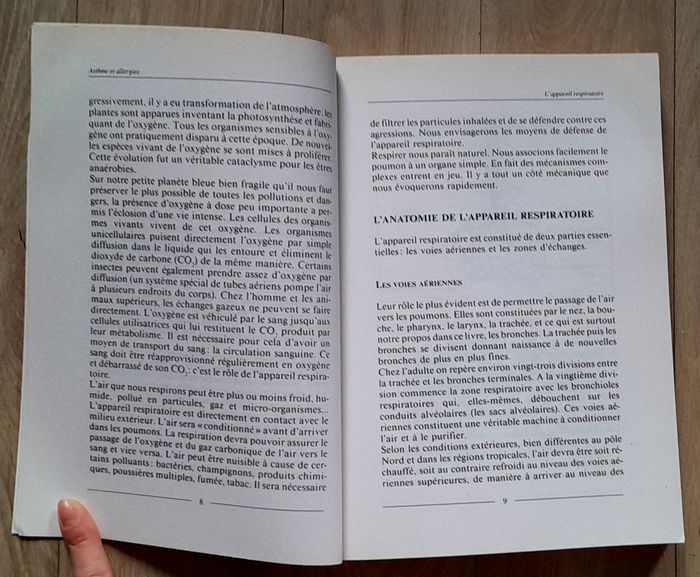 Asthme et allergies
gressivement, il y a eu transformation de l'atmosphère, les
plantes sont apparues inventant la photosynthèse et fabri-
quant de l'oxygène. Tous les organismes sensibles à l'oxy-
gène ont pratiquement disparu à cette époque. De nouvel-
les espèces vivant de l'oxygène se sont mises à proliférer.
Cette évolution fut un véritable cataclysme pour les êtres
anaérobies.
Sur notre petite planète bleue bien fragile qu'il nous faut
préserver le plus possible de toutes les pollutions et dan-
gers, la présence d'oxygène à dose peu importante a per-
mis l'éclosion d'une vie intense. Les cellules des organis-
mes vivants vivent de cet oxygène. Les organismes
unicellulaires puisent directement l'oxygène par simple
diffusion dans le liquide qui les entoure et éliminent le
dioxyde de carbone (CO₂) de la même manière. Certains
insectes peuvent également prendre assez d'oxygène par
diffusion (un système spécial de tubes aériens pompe l'air
à plusieurs endroits du corps). Chez l'homme et les ani-
maux supérieurs, les échanges gazeux ne peuvent se faire
directement. L'oxygène est véhiculé par le sang jusqu'aux
cellules utilisatrices qui lui restituent le CO₂ produit par
leur métabolisme. Il est nécessaire pour cela d'avoir un
moyen de transport du sang : la circulation sanguine. Ce
sang doit être réapprovisionné régulièrement en oxygène
et débarrassé de son CO₂ : c'est le rôle de l'appareil respira-
toire.
L'air que nous respirons peut être plus ou moins froid, hu-
mide, pollué en particules, gaz et micro-organismes...
L'appareil respiratoire est directement en contact avec le
milieu extérieur. L'air sera « conditionné » avant d'arriver
dans les poumons. La respiration devra pouvoir assurer le
passage de l'oxygène et du gaz carbonique de l'air vers le
sang et vice versa. L'air peut être nuisible à cause de cer-
tains polluants : bactéries, champignons, produits chimi-
ques, poussières multiples, fumée, tabac. Il sera nécessaire
8
L'appareil respiratoire
de filtrer les particules inhalées et de se défendre contre ces
agressions. Nous envisagerons les moyens de défense de
l'appareil respiratoire.
Respirer nous paraît naturel. Nous associons facilement le
poumon à un organe simple. En fait des mécanismes com-
plexes entrent en jeu. Il y a tout un côté mécanique que
nous évoquerons rapidement.
L'ANATOMIE DE L'APPAREIL RESPIRATOIRE
L'appareil respiratoire est constitué de deux parties essen-
tielles : les voies aériennes et les zones d'échanges.
LES VOIES AÉRIENNES
Leur rôle le plus évident est de permettre le passage de l'air
vers les poumons. Elles sont constituées par le nez, la bou-
che, le pharynx, le larynx, la trachée, et ce qui est surtout
notre propos dans ce livre, les bronches. La trachée puis les
bronches se divisent donnant naissance à de nouvelles
bronches de plus en plus fines.
Chez l'adulte on repère environ vingt-trois divisions entre
la trachée et les bronches terminales. A la vingtième divi-
sion commence la zone respiratoire avec les bronchioles
respiratoires qui, elles-mêmes, débouchent sur les
conduits alvéolaires (les sacs alvéolaires). Ces voies aé-
riennes constituent une véritable machine à conditionner
l'air et à le purifier.
Selon les conditions extérieures, bien différentes au pôle
Nord et dans les régions tropicales, l'air devra être soit ré-
chauffé, soit au contraire refroidi au niveau des voies aé-
riennes supérieures, de manière à arriver au niveau des
9